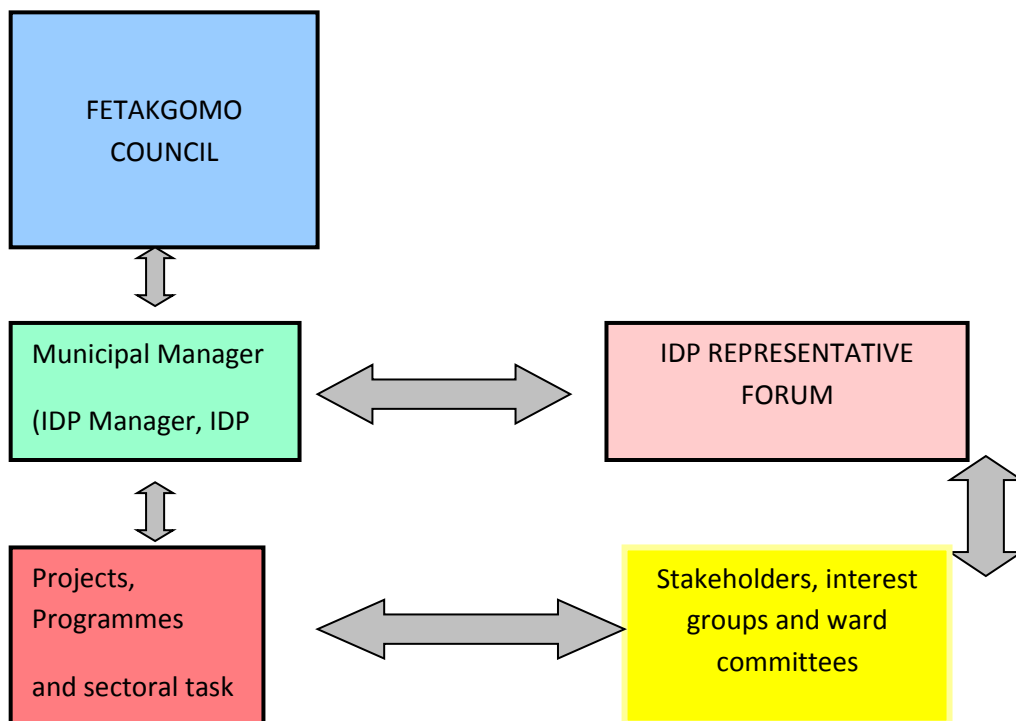 FETAKGOMO
COUNCIL
Municipal Manager
(IDP Manager, IDP
IDP REPRESENTATIVE
FORUM
Projects,
Programmes
and sectoral task
Stakeholders, interest
groups and ward
committees